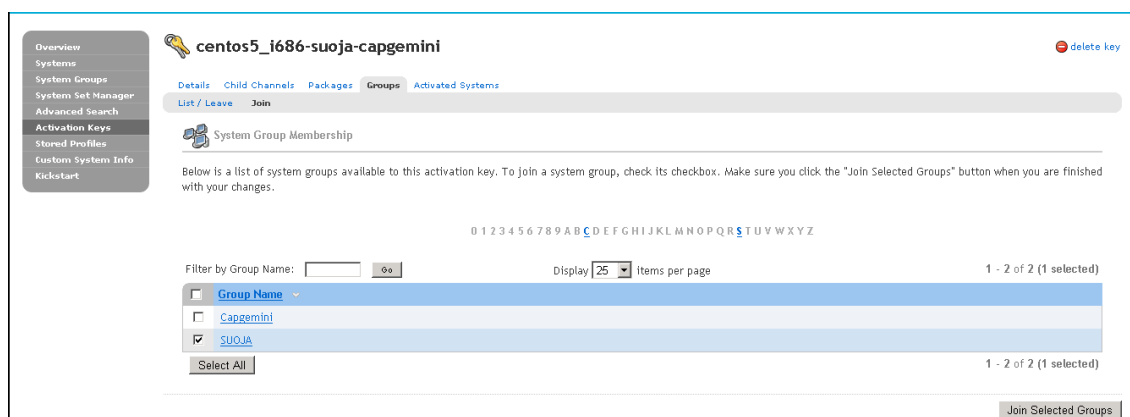 Overview
Systems
System Groups
System Set Manager
Advanced Search
Activation Keys
Stored Profiles
Custom System Info
Kickstart
centos5_i686-suoja-capgemini
delete key
Details Child Channels Packages Groups Activated Systems
List / Leave Join
System Group Membership
Below is a list of system groups available to this activation key. To join a system group, check its checkbox. Make sure you click the "Join Selected Groups" button when you are finished
with your changes.
0 1 2 3 4 5 6 7 8 9 A B C D E F G H I J K L M N O P Q R S T U V W X Y Z
Filter by Group Name: Go Display 25 items per page 1 - 2 of 2 (1 selected)
Group Name
Capgemini
SUOJA
Select All 1 - 2 of 2 (1 selected)
Join Selected Groups